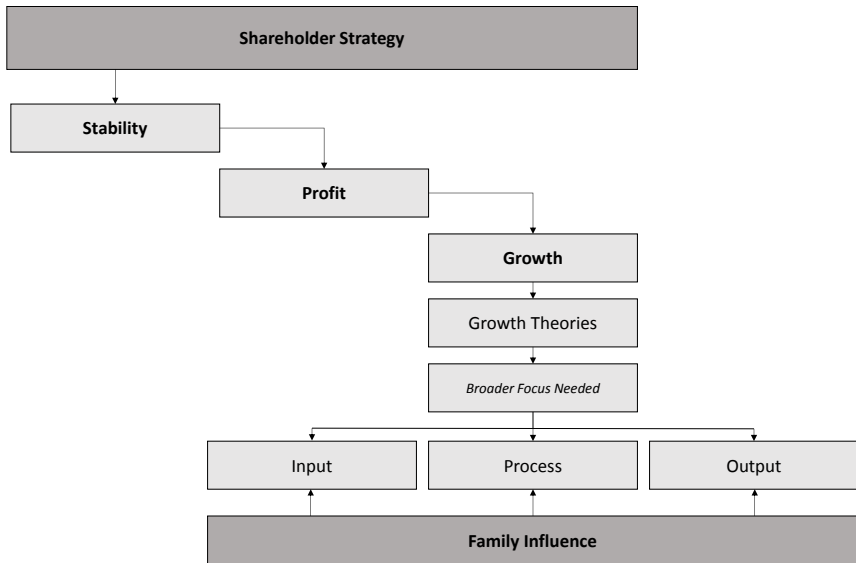 Shareholder Strategy
Stability
Profit
Growth
Growth Theories
Broader Focus Needed
Input
Process
Output
Family Influence